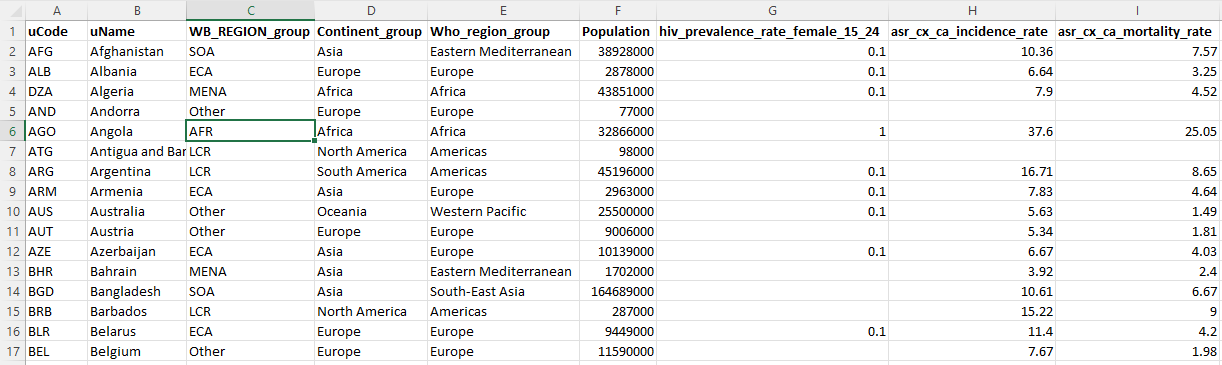 A B C D E F G H I
1 uCode uName WB_REGION_group Continent_group Who_region_group Population hiv_prevalence_rate_female_15_24 asr_cx_ca_incidence_rate asr_cx_ca_mortality_rate
2 AFG Afghanistan SOA Asia Eastern Mediterranean 38928000 0.1 10.36 7.57
3 ALB Albania ECA Europe Europe 2878000 0.1 6.64 3.25
4 DZA Algeria MENA Africa Africa 43851000 0.1 7.9 4.52
5 AND Andorra Other Europe Europe 77000
6 AGO Angola AFR Africa Africa 32866000 1 37.6 25.05
7 ATG Antigua and Bar LCR North America Americas 98000
8 ARG Argentina LCR South America Americas 45196000 0.1 16.71 8.65
9 ARM Armenia ECA Asia Europe 2963000 0.1 7.83 4.64
10 AUS Australia Other Oceania Western Pacific 25500000 0.1 5.63 1.49
11 AUT Austria Other Europe Europe 9006000 5.34 1.81
12 AZE Azerbaijan ECA Asia Europe 10139000 0.1 6.67 4.03
13 BHR Bahrain MENA Asia Eastern Mediterranean 1702000 3.92 2.4
14 BGD Bangladesh SOA Asia South-East Asia 164689000 10.61 6.67
15 BRB Barbados LCR North America Americas 287000 15.22 9
16 BLR Belarus ECA Europe Europe 9449000 0.1 11.4 4.2
17 BEL Belgium Other Europe Europe 11590000 7.67 1.98